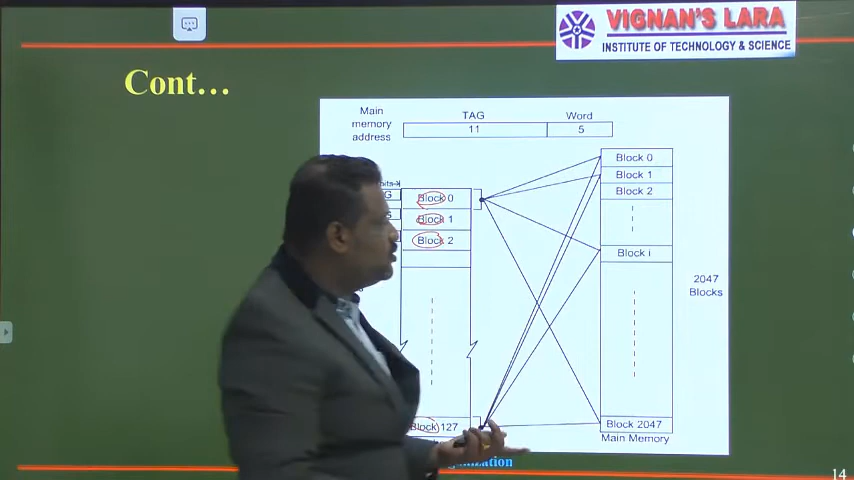 VIGNAN'S LARA
INSTITUTE OF TECHNOLOGY & SCIENCE
Cont...
Main
memory
address
TAG
Word
11
5
Block 0
Block 1
Block 2
Block 127
Block 0
Block 1
Block 2
Block i
Block 2047
Main Memory
2047
Blocks
14